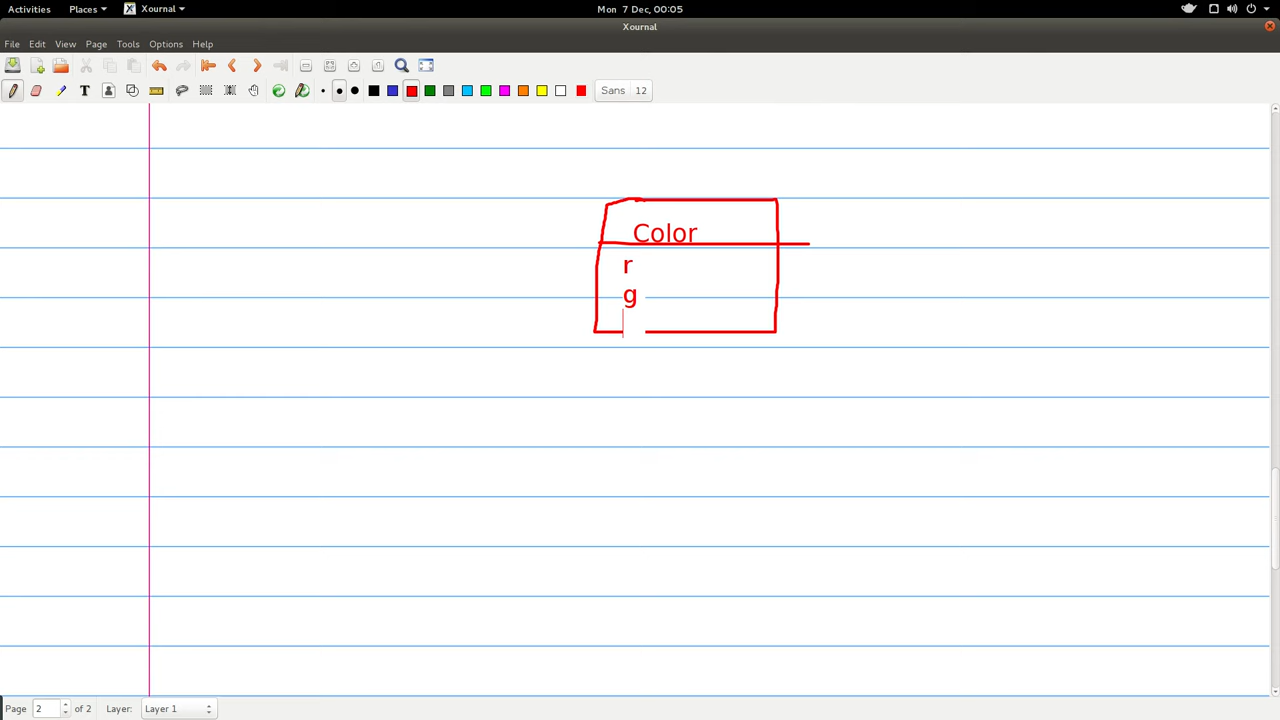 Activities Places Xournal Mon 7 Dec, 00:05
Xournal
File Edit View Page Tools Options Help
T Sans 12
Color
r
g
Page 2 of 2 Layer: Layer 1